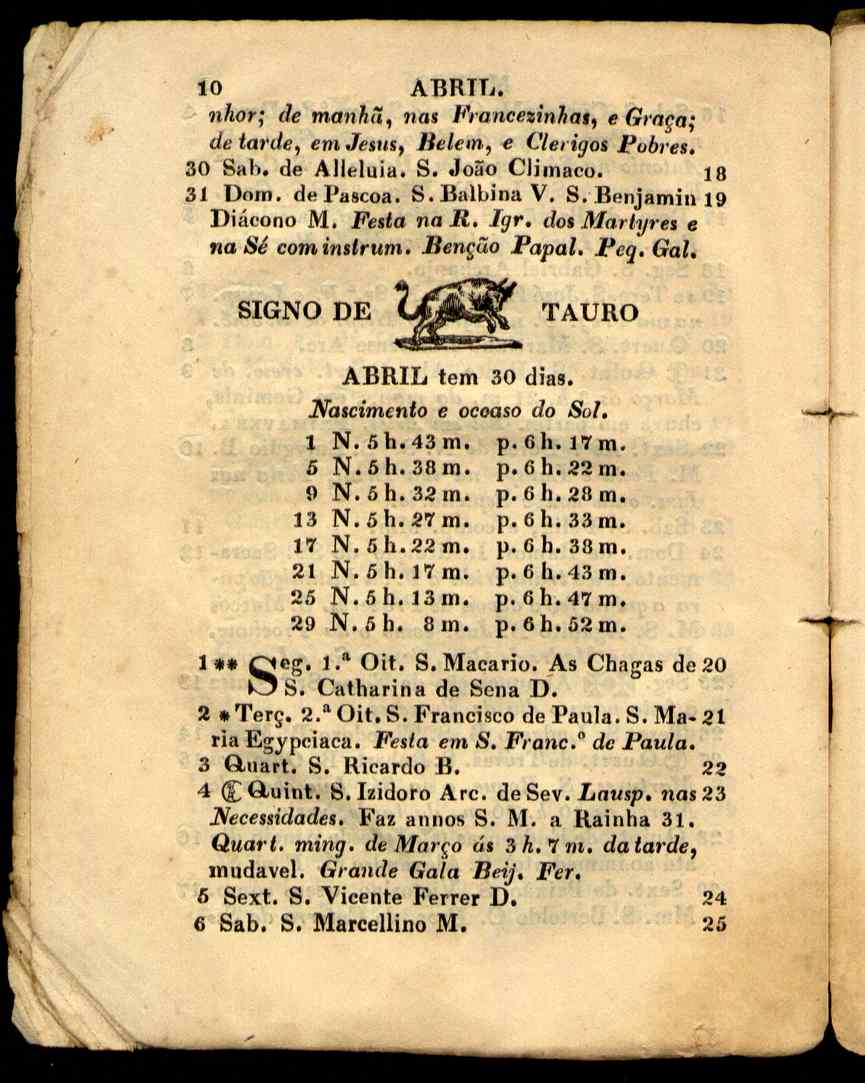 10 ABRIL.
nhor; de manhã, nas Francezinhas, e Graça;
de tarde, em Jesus, Belem, e Clerigos Pobres.
30 Sab. de Alleluia. S. João Climaco. 18
31 Dom. de Pascoa. S. Balbina V. S. Benjamin 19
Diácono M. Festa na R. Igr. dos Martyres e
na Sé com instrum. Benção Papal. Peq. Gal.
SIGNO DE TAURO
ABRIL tem 30 dias.
Nascimento e ocoaso do Sol.
1 N. 5 h. 43 m. p. 6 h. 17 m.
5 N. 5 h. 38 m. p. 6 h. 22 m.
9 N. 5 h. 32 m. p. 6 h. 28 m.
13 N. 5 h. 27 m. p. 6 h. 33 m.
17 N. 5 h. 22 m. p. 6 h. 38 m.
21 N. 5 h. 17 m. p. 6 h. 43 m.
25 N. 5 h. 13 m. p. 6 h. 47 m.
29 N. 5 h. 8 m. p. 6 h. 52 m.
1 ** Seg. 1.ª Oit. S. Macario. As Chagas de 20
S. Catharina de Sena D.
2 * Terç. 2.ª Oit. S. Francisco de Paula. S. Ma- 21
ria Egypciaca. Festa em S. Franc.º de Paula.
3 Quart. S. Ricardo B. 22
4 ☾ Quint. S. Izidoro Arc. de Sev. Lausp. nas 23
Necessidades. Faz annos S. M. a Rainha 31.
Quart. ming. de Março ás 3 h. 7 m. da tarde,
mudavel. Grande Gala Beij. Fer.
5 Sext. S. Vicente Ferrer D. 24
6 Sab. S. Marcellino M. 25